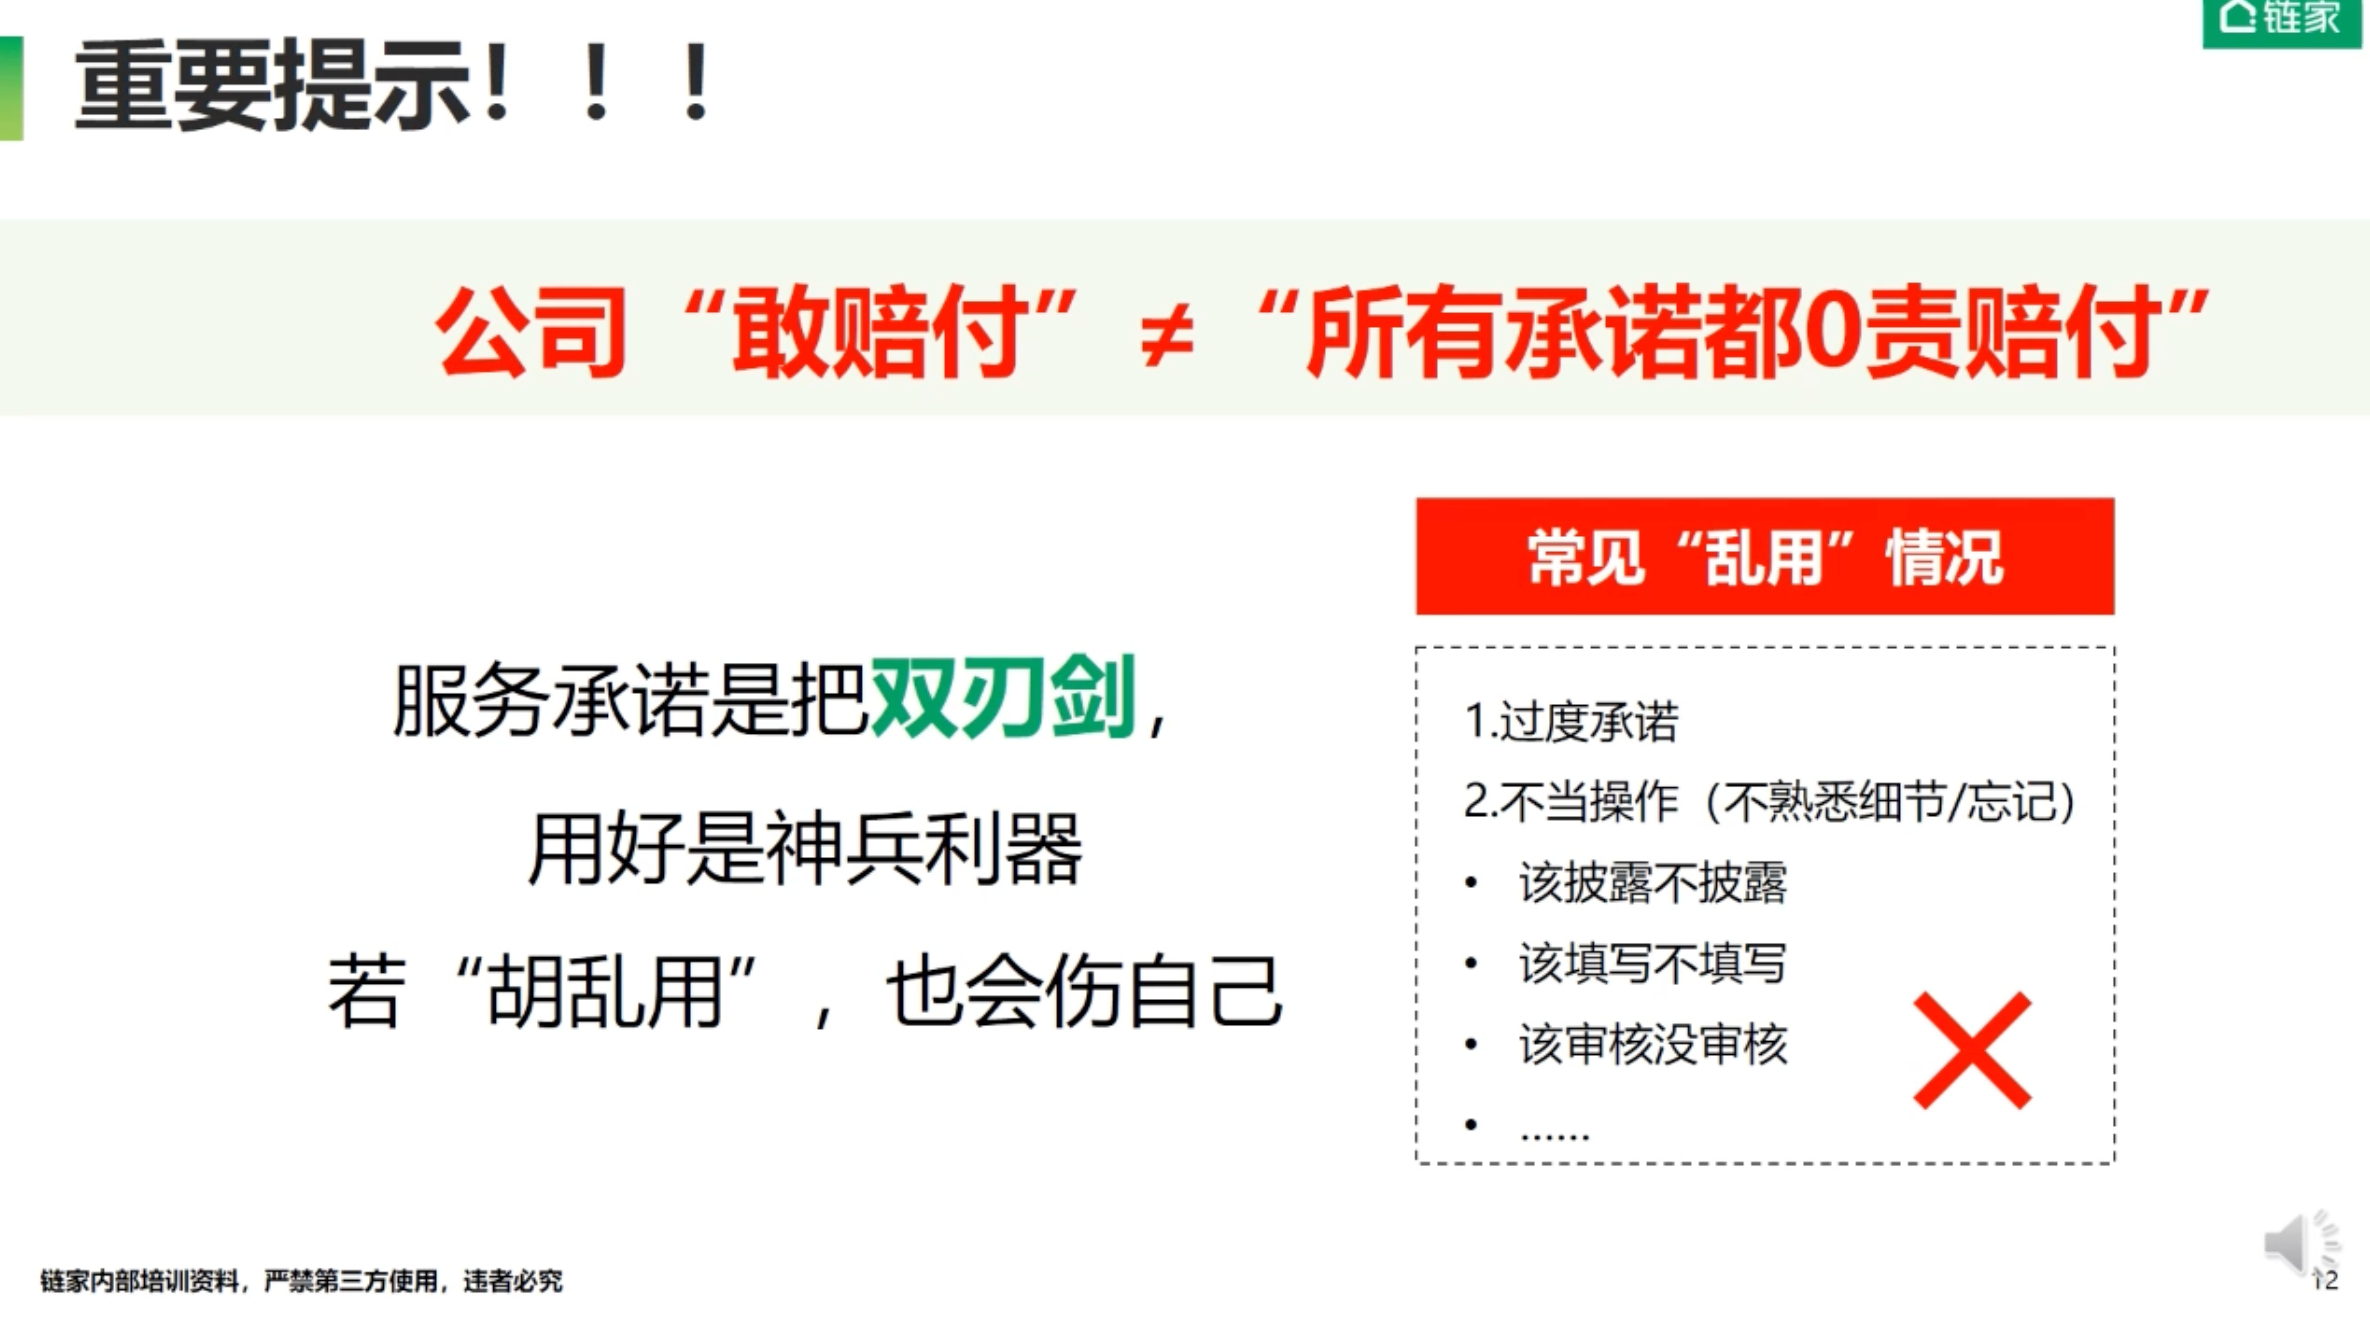 链家
重要提示！！！
公司“敢赔付”≠“所有承诺都0责赔付”
服务承诺是把双刃剑，
用好是神兵利器
若“胡乱用”，也会伤自己
常见“乱用”情况
1.过度承诺
2.不当操作（不熟悉细节/忘记）
• 该披露不披露
• 该填写不填写
• 该审核没审核
• ......
链家内部培训资料，严禁第三方使用，违者必究
12